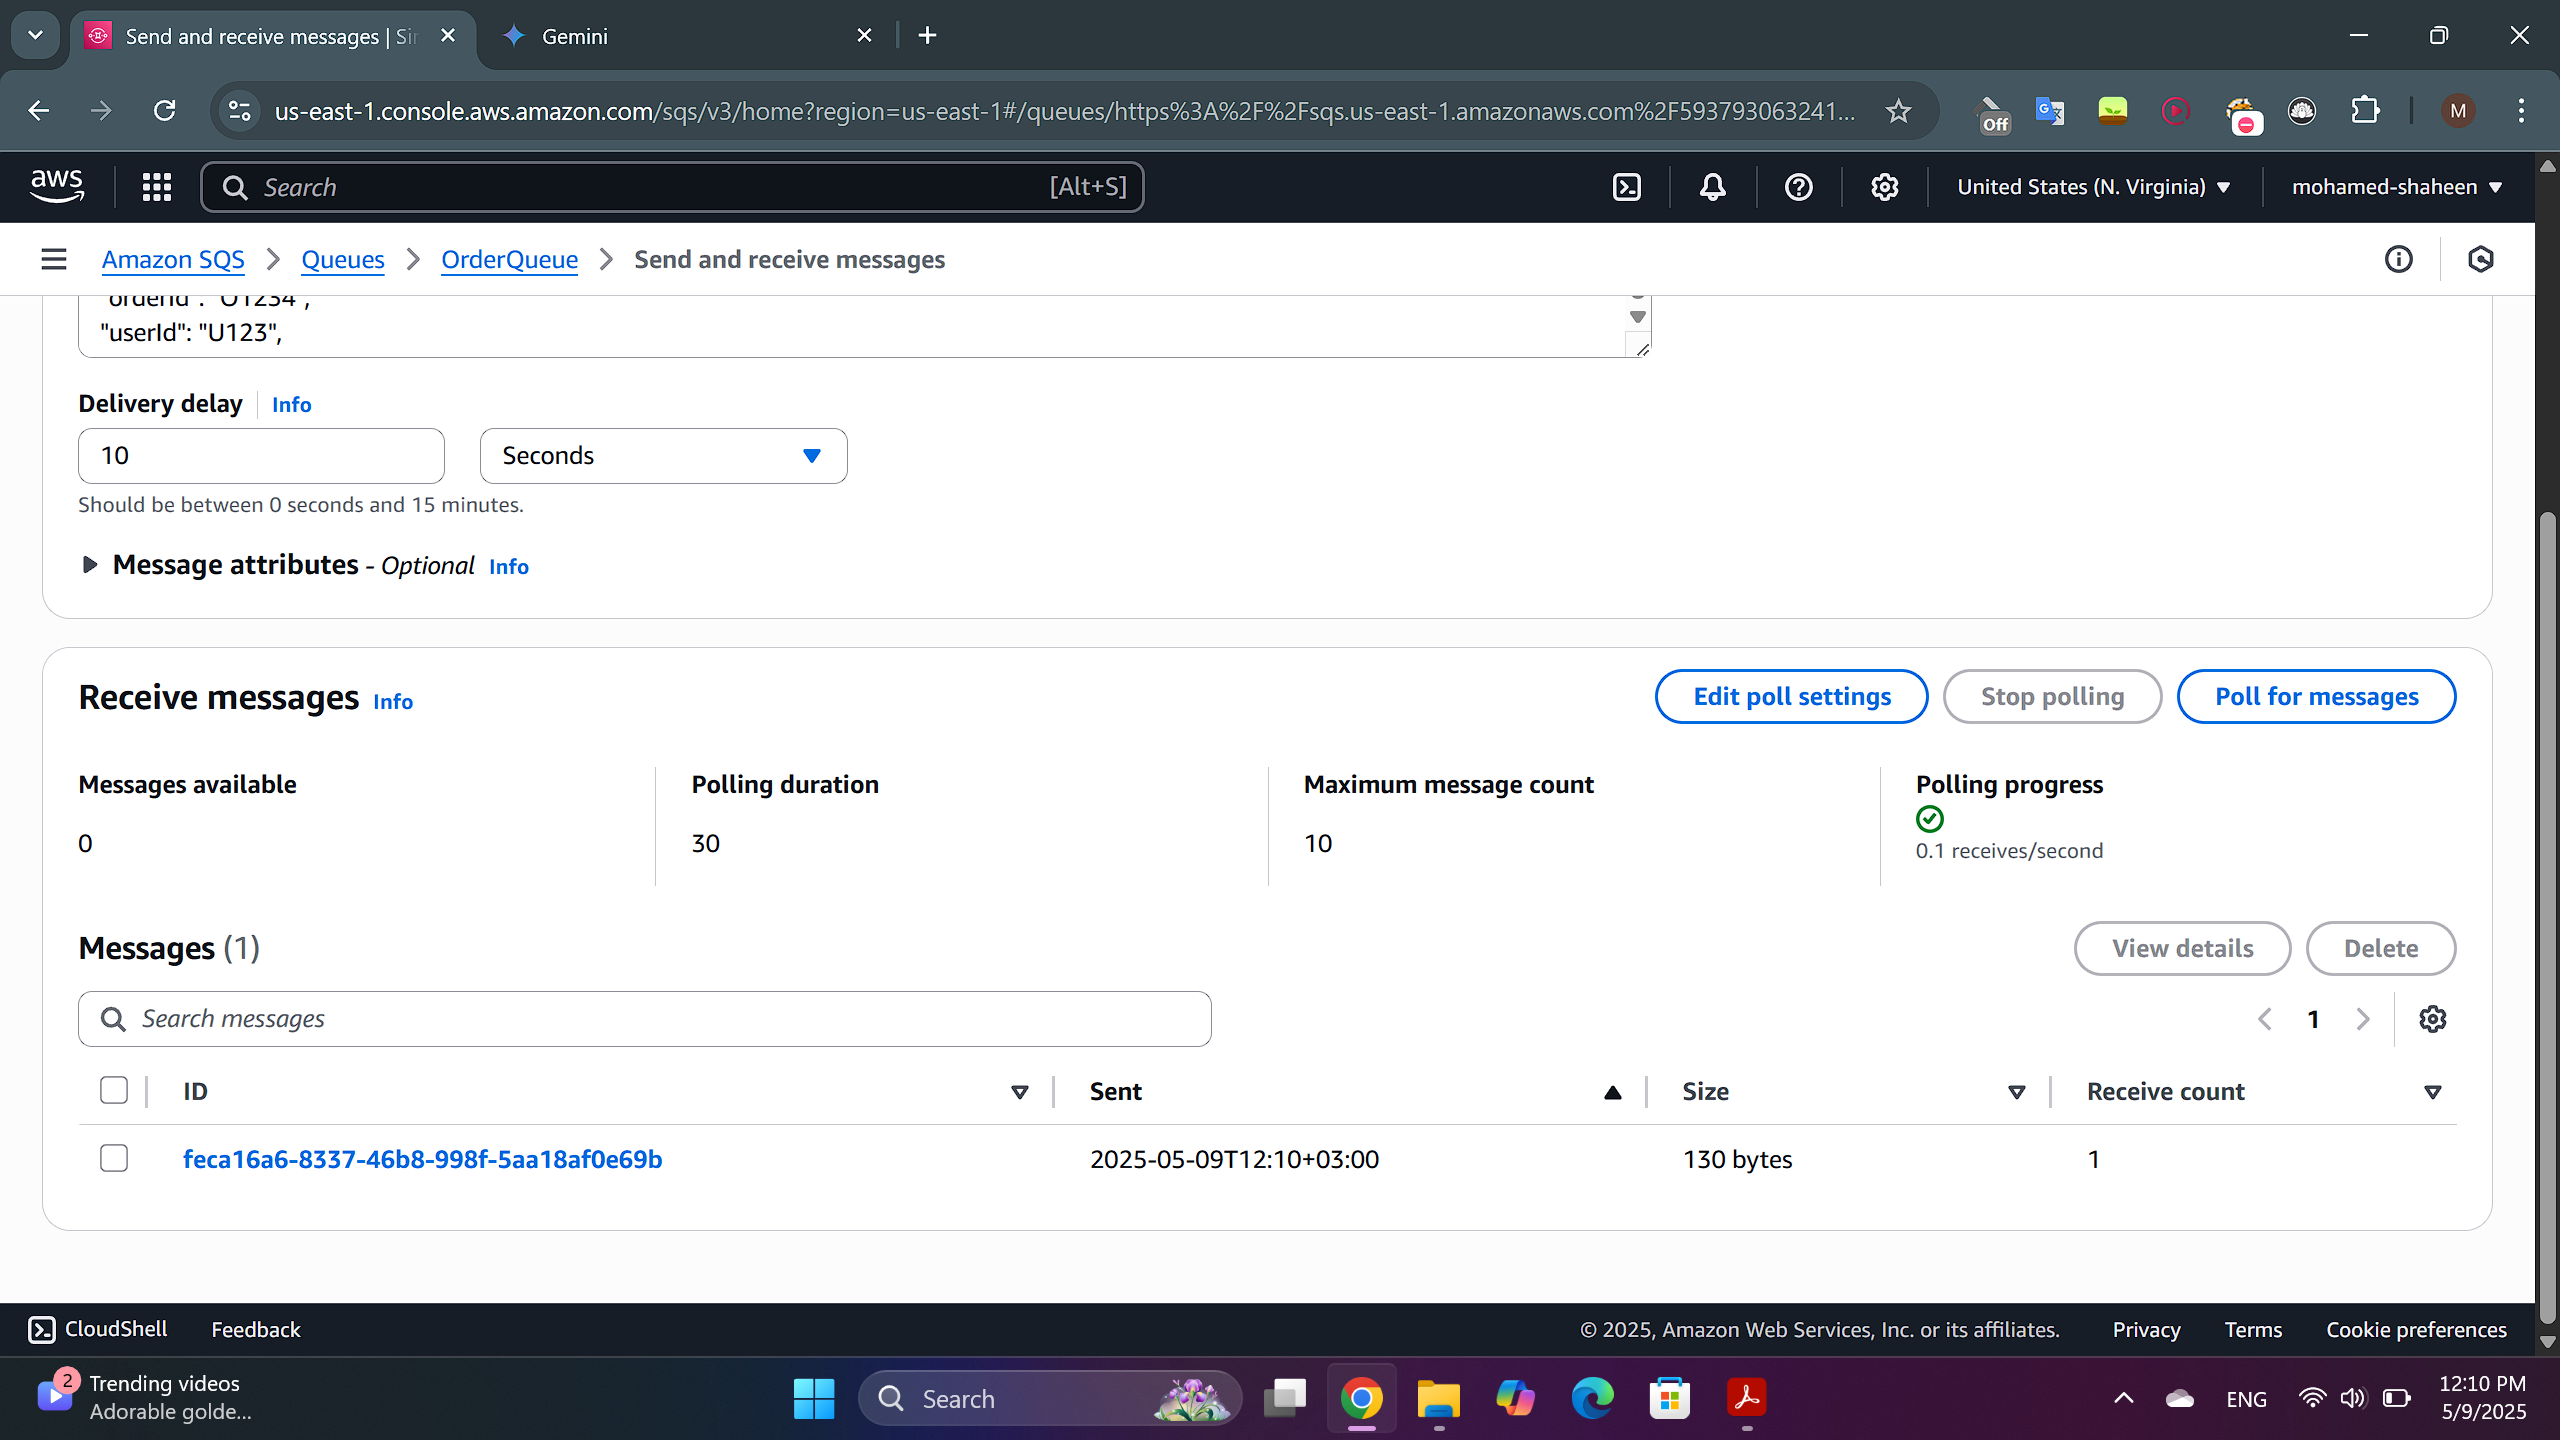 Send and receive messages | Sir
Gemini
us-east-1.console.aws.amazon.com/sqs/v3/home?region=us-east-1#/queues/https%3A%2F%2Fsqs.us-east-1.amazonaws.com%2F593793063241...
Off
M
aws
Search
[Alt+S]
United States (N. Virginia)
mohamed-shaheen
Amazon SQS
Queues
OrderQueue
Send and receive messages
"orderId": "O1234",
"userId": "U123",
Delivery delay
Info
10
Seconds
Should be between 0 seconds and 15 minutes.
Message attributes - Optional Info
Receive messages Info
Edit poll settings
Stop polling
Poll for messages
Messages available
0
Polling duration
30
Maximum message count
10
Polling progress
0.1 receives/second
Messages (1)
View details
Delete
Search messages
1
ID
Sent
Size
Receive count
feca16a6-8337-46b8-998f-5aa18af0e69b
2025-05-09T12:10+03:00
130 bytes
1
CloudShell
Feedback
© 2025, Amazon Web Services, Inc. or its affiliates.
Privacy
Terms
Cookie preferences
2
Trending videos
Adorable golde...
Search
ENG
12:10 PM
5/9/2025